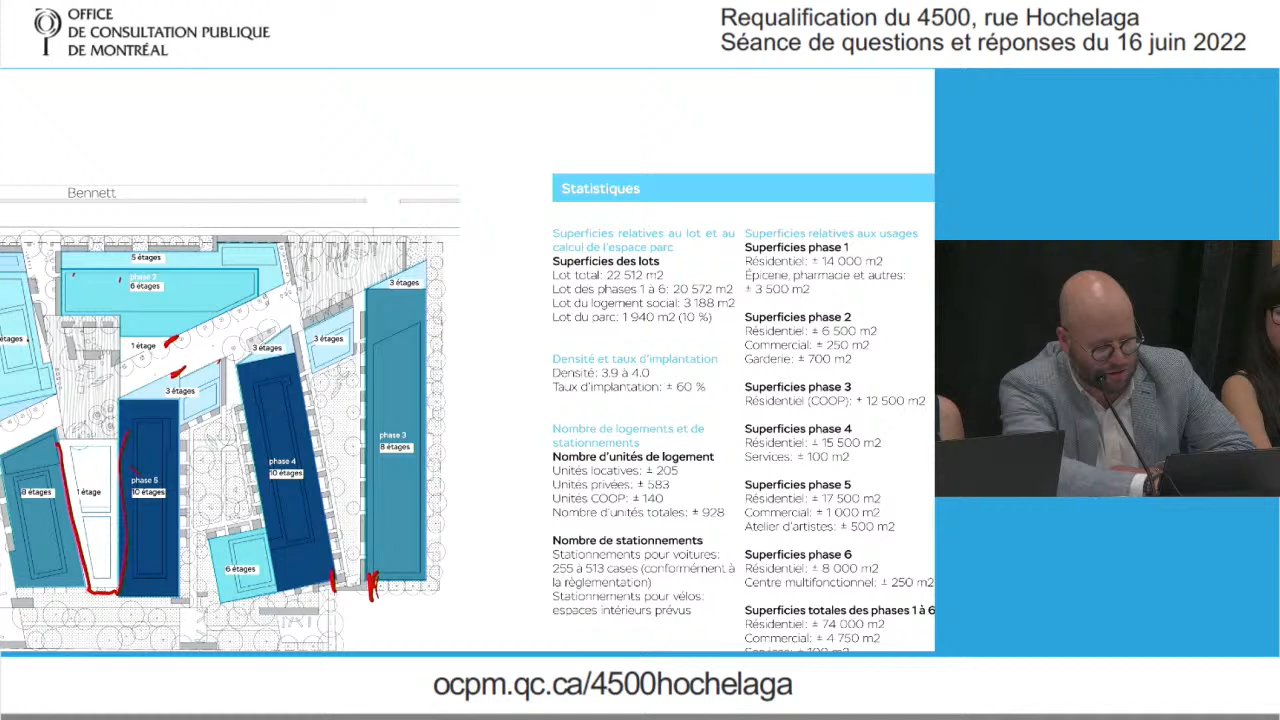 OFFICE
DE CONSULTATION PUBLIQUE
DE MONTRÉAL
Requalification du 4500, rue Hochelaga
Séance de questions et réponses du 16 juin 2022
Bennett
5 étages
phase 2
6 étages
étages
1 étage
3 étages
3 étages
3 étages
3 étages
phase 3
8 étages
phase 4
10 étages
phase 5
10 étages
8 étages
1 étage
6 étages
Statistiques
Superficies relatives au lot et au
calcul de l'espace parc
Superficies des lots
Lot total: 22 512 m2
Lot des phases 1 à 6: 20 572 m2
Lot du logement social: 3 188 m2
Lot du parc: 1 940 m2 (10 %)
Densité et taux d'implantation
Densité: 3.9 à 4.0
Taux d'implantation: ± 60 %
Nombre de logements et de
stationnements
Nombre d'unités de logement
Unités locatives: ± 205
Unités privées: ± 583
Unités COOP: ± 140
Nombre d'unités totales: ± 928
Nombre de stationnements
Stationnements pour voitures:
255 à 513 cases (conformément à
la règlementation)
Stationnements pour vélos:
espaces intérieurs prévus
Superficies relatives aux usages
Superficies phase 1
Résidentiel: ± 14 000 m2
Épicerie, pharmacie et autres:
± 3 500 m2
Superficies phase 2
Résidentiel: ± 6 500 m2
Commercial: ± 250 m2
Garderie: ± 700 m2
Superficies phase 3
Résidentiel (COOP): ± 12 500 m2
Superficies phase 4
Résidentiel: ± 15 500 m2
Services: ± 100 m2
Superficies phase 5
Résidentiel: ± 17 500 m2
Commercial: ± 1 000 m2
Atelier d'artistes: ± 500 m2
Superficies phase 6
Résidentiel: ± 8 000 m2
Centre multifonctionnel: ± 250 m2
Superficies totales des phases 1 à 6
Résidentiel: ± 74 000 m2
Commercial: ± 4 750 m2
Services: ± 100 m2
ocpm.qc.ca/4500hochelaga